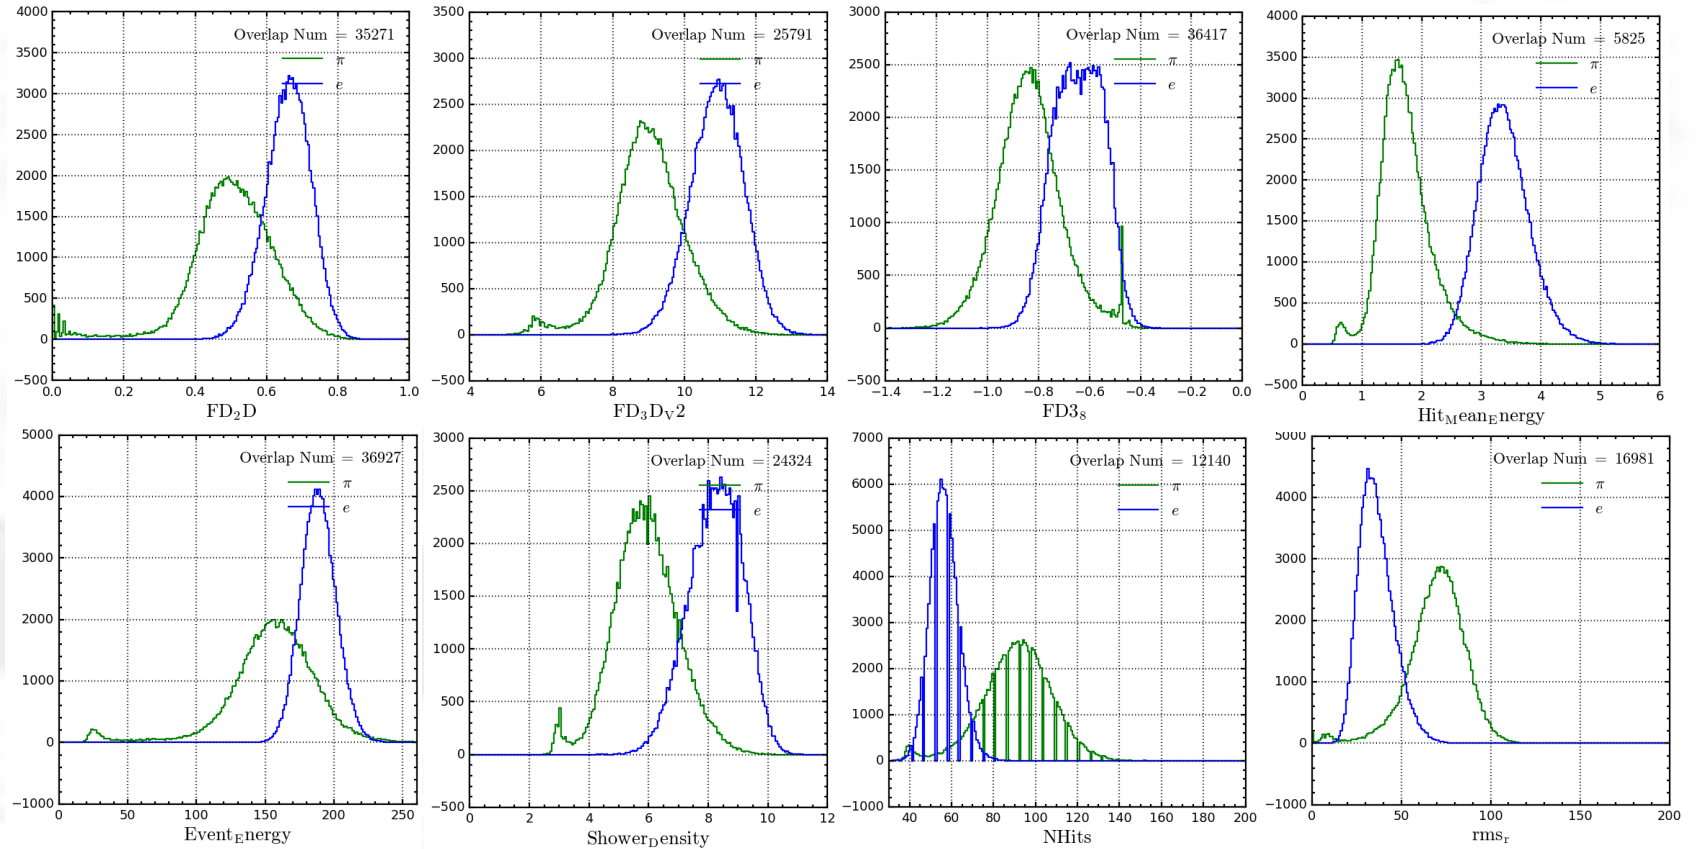 4000
3500
3000
2500
2000
1500
1000
500
0
−500
0.0 0.2 0.4 0.6 0.8 1.0
Overlap Num = 35271
π
e
FD₂D
3500
3000
2500
2000
1500
1000
500
0
−500
4 6 8 10 12 14
Overlap Num = 25791
π
e
FD₃Dᵥ2
3000
2500
2000
1500
1000
500
0
−500
−1.4 −1.2 −1.0 −0.8 −0.6 −0.4 −0.2 0.0
Overlap Num = 36417
π
e
FD3₈
4000
3500
3000
2500
2000
1500
1000
500
0
−500
0 1 2 3 4 5 6
Overlap Num = 5825
π
e
Hit_Mean_Energy
5000
4000
3000
2000
1000
0
−1000
0 50 100 150 200 250
Overlap Num = 36927
π
e
Event_Energy
3000
2500
2000
1500
1000
500
0
−500
0 2 4 6 8 10 12
Overlap Num = 24324
π
e
Shower_Density
7000
6000
5000
4000
3000
2000
1000
0
−1000
40 60 80 100 120 140 160 180 200
Overlap Num = 12140
π
e
NHits
5000
4000
3000
2000
1000
0
−1000
0 50 100 150 200
Overlap Num = 16981
π
e
rmsᵣ